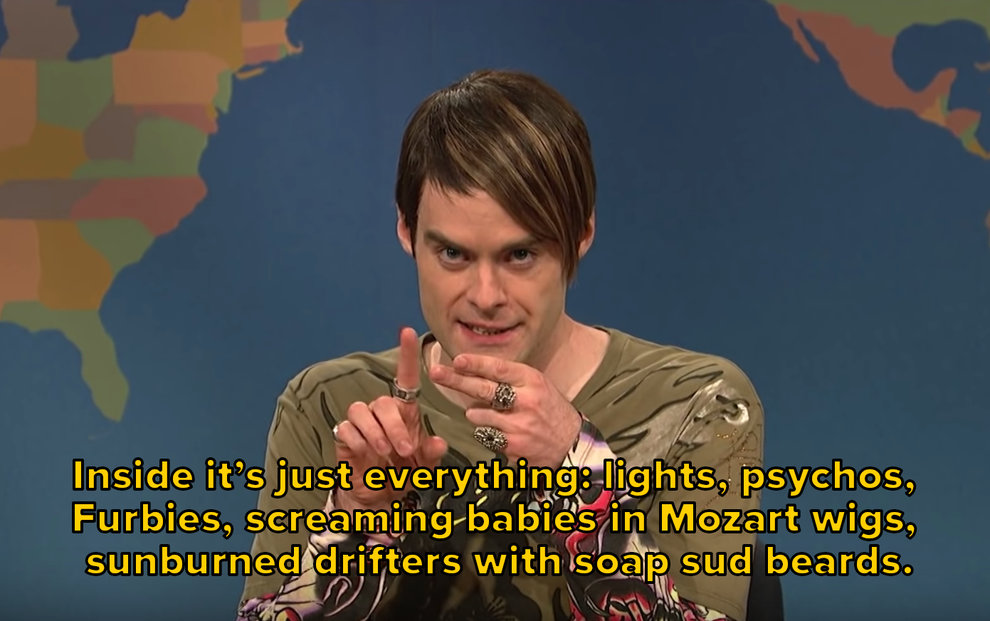 Inside it’s just everything: lights, psychos,
Furbies, screaming babies in Mozart wigs,
sunburned drifters with soap sud beards.